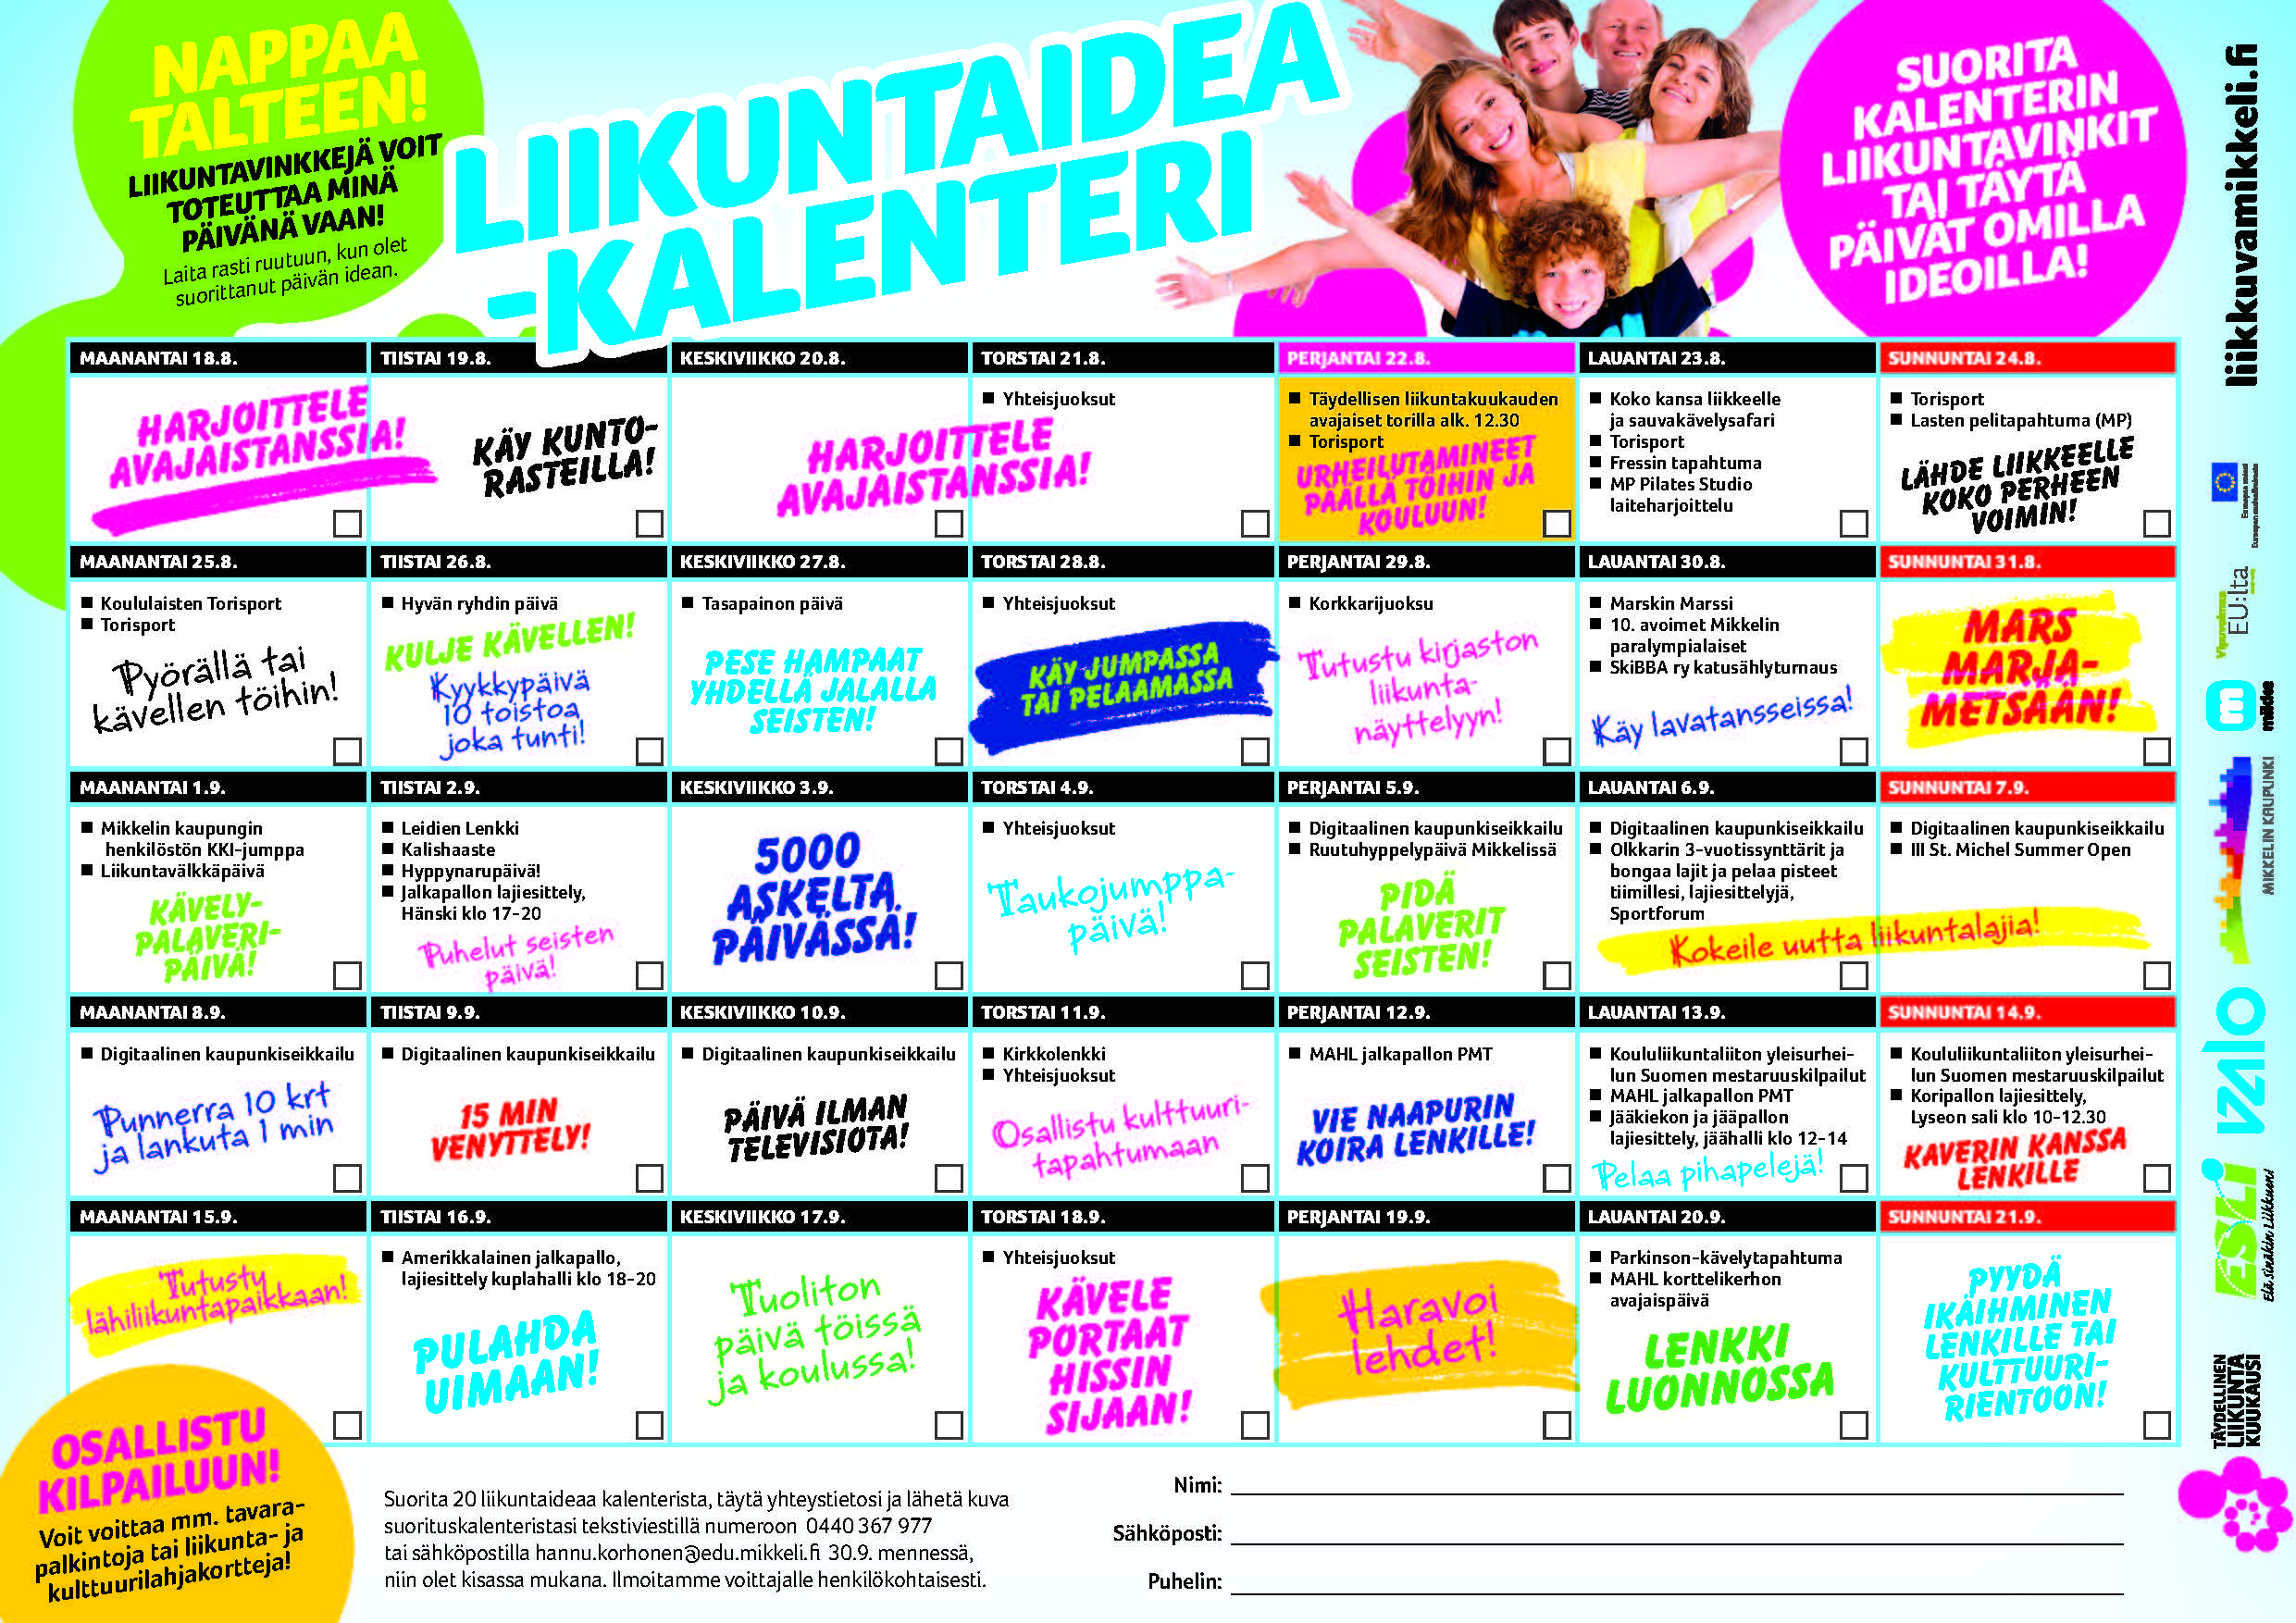 NAPPAA
TALTEEN!
LIIKUNTAVINKKEJÄ VOIT
TOTEUTTAA MINÄ
PÄIVÄNÄ VAAN!
Laita rasti ruutuun, kun olet
suorittanut päivän idean.
LIIKUNTAIDEA
-KALENTERI
SUORITA
KALENTERIN
LIIKUNTAVINKIT
TAI TÄYTÄ
PÄIVÄT OMILLA
IDEOILLA!
MAANANTAI 18.8.
HARJOITTELE
AVAJAISTANSSIA!
TIISTAI 19.8.
KÄY KUNTO-
RASTEILLA!
KESKIVIIKKO 20.8.
HARJOITTELE
AVAJAISTANSSIA!
TORSTAI 21.8.
■ Yhteisjuoksut
PERJANTAI 22.8.
■ Täydellisen liikuntakuukauden
avajaiset torilla alk. 12.30
■ Torisport
URHEILUTAMINEET
PÄÄLLÄ TÖIHIN JA
KOULUUN!
LAUANTAI 23.8.
■ Koko kansa liikkeelle
ja sauvakävelysafari
■ Torisport
■ Fressin tapahtuma
■ MP Pilates Studio
laiteharjoittelu
SUNNUNTAI 24.8.
■ Torisport
■ Lasten pelitapahtuma (MP)
LÄHDE LIIKKEELLE
KOKO PERHEEN
VOIMIN!
MAANANTAI 25.8.
■ Koululaisten Torisport
■ Torisport
Pyörällä tai
kävellen töihin!
TIISTAI 26.8.
■ Hyvän ryhdin päivä
KULJE KÄVELLEN!
Kyykkypäivä
10 toistoa
joka tunti!
KESKIVIIKKO 27.8.
■ Tasapainon päivä
PESE HAMPAAT
YHDELLÄ JALALLA
SEISTEN!
TORSTAI 28.8.
■ Yhteisjuoksut
KÄY JUMPASSA
TAI PELAAMASSA
PERJANTAI 29.8.
■ Korkkarijuoksu
Tutustu kirjaston
liikunta-
näyttelyyn!
LAUANTAI 30.8.
■ Marskin Marssi
■ 10. avoimet Mikkelin
paralympialaiset
■ SkiBBA ry katusählyturnaus
Käy lavatansseissa!
SUNNUNTAI 31.8.
MARS
MARJA-
METSÄÄN!
MAANANTAI 1.9.
■ Mikkelin kaupungin
henkilöstön KKI-jumppa
■ Liikuntavälkkäpäivä
KÄVELY-
PALAVERI-
PÄIVÄ!
TIISTAI 2.9.
■ Leidien Lenkki
■ Kalishaaste
■ Hyppynarupäivä!
■ Jalkapallon lajiesittely,
Hänski klo 17-20
Puhelut seisten
päivä!
KESKIVIIKKO 3.9.
5000
ASKELTA
PÄIVÄSSÄ!
TORSTAI 4.9.
■ Yhteisjuoksut
Taukojumppa-
päivä!
PERJANTAI 5.9.
■ Digitaalinen kaupunkiseikkailu
■ Ruutuhyppelypäivä Mikkelissä
PIDÄ
PALAVERIT
SEISTEN!
LAUANTAI 6.9.
■ Digitaalinen kaupunkiseikkailu
■ Olkkarin 3-vuotissynttärit ja
bongaa lajit ja pelaa pisteet
tiimillesi, lajiesittelyjä,
Sportforum
Kokeile uutta liikuntalajia!
SUNNUNTAI 7.9.
■ Digitaalinen kaupunkiseikkailu
■ III St. Michel Summer Open
MAANANTAI 8.9.
■ Digitaalinen kaupunkiseikkailu
Punnerra 10 krt
ja lankuta 1 min
TIISTAI 9.9.
■ Digitaalinen kaupunkiseikkailu
15 MIN
VENYTTELY!
KESKIVIIKKO 10.9.
■ Digitaalinen kaupunkiseikkailu
PÄIVÄ ILMAN
TELEVISIOTA!
TORSTAI 11.9.
■ Kirkkolenkki
■ Yhteisjuoksut
Osallistu kulttuuri-
tapahtumaan
PERJANTAI 12.9.
■ MAHL jalkapallon PMT
VIE NAAPURIN
KOIRA LENKILLE!
LAUANTAI 13.9.
■ Koululiikuntaliiton yleisurhei-
lun Suomen mestaruuskilpailut
■ MAHL jalkapallon PMT
■ Jääkiekon ja jääpallon
lajiesittely, jäähalli klo 12-14
Pelaa pihapelejä!
SUNNUNTAI 14.9.
■ Koululiikuntaliiton yleisurhei-
lun Suomen mestaruuskilpailut
■ Koripallon lajiesittely,
Lyseon sali klo 10-12.30
KAVERIN KANSSA
LENKILLE
MAANANTAI 15.9.
Tutustu
lähiliikuntapaikkaan!
TIISTAI 16.9.
■ Amerikkalainen jalkapallo,
lajiesittely kuplahalli klo 18-20
PULAHDA
UIMAAN!
KESKIVIIKKO 17.9.
Tuoliton
päivä töissä
ja koulussa!
TORSTAI 18.9.
■ Yhteisjuoksut
KÄVELE
PORTAAT
HISSIN
SIJAAN!
PERJANTAI 19.9.
Haravoi
lehdet!
LAUANTAI 20.9.
■ Parkinson-kävelytapahtuma
■ MAHL korttelikerhon
avajaispäivä
LENKKI
LUONNOSSA
SUNNUNTAI 21.9.
PYYDÄ
IKÄIHMINEN
LENKILLE TAI
KULTTUURI-
RIENTOON!
OSALLISTU
KILPAILUUN!
Voit voittaa mm. tavara-
palkintoja tai liikunta- ja
kulttuurilahjakortteja!
Suorita 20 liikuntaideaa kalenterista, täytä yhteystietosi ja lähetä kuva
suorituskalenteristasi tekstiviestillä numeroon 0440 367 977
tai sähköpostilla hannu.korhonen@edu.mikkeli.fi 30.9. mennessä,
niin olet kisassa mukana. Ilmoitamme voittajalle henkilökohtaisesti.
Nimi:
Sähköposti:
Puhelin:
liikkuvamikkeli.fi
Vipuvoimaa
EU:lta
m
mikke
MIKKELIN KAUPUNKI
valo
ESLi
Elä Sinäkin Liikkuen!
TÄYDELLINEN
LIIKUNTA
KUUKAUSI